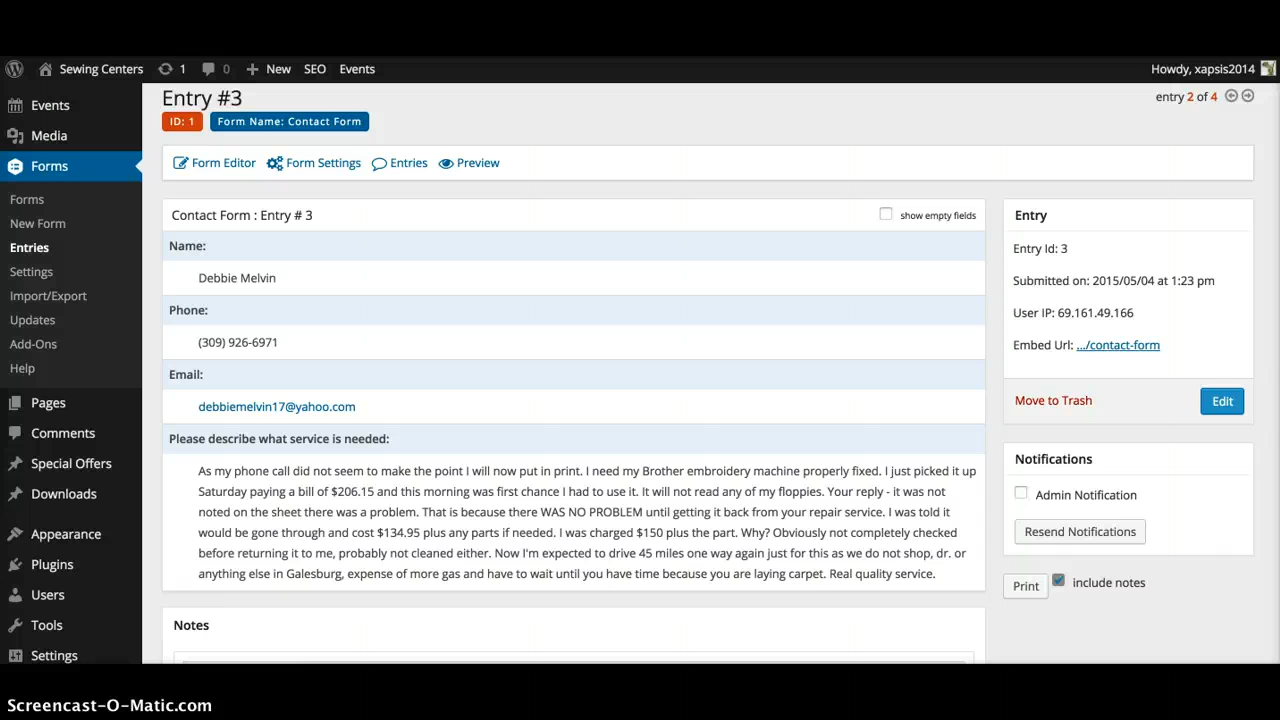 Sewing Centers 1 0 New SEO Events Howdy, xapsis2014
Events
Media
Forms
Forms
New Form
Entries
Settings
Import/Export
Updates
Add-Ons
Help
Pages
Comments
Special Offers
Downloads
Appearance
Plugins
Users
Tools
Settings
Entry #3
entry 2 of 4
ID: 1 Form Name: Contact Form
Form Editor Form Settings Entries Preview
Contact Form : Entry # 3 show empty fields
Name:
Debbie Melvin
Phone:
(309) 926-6971
Email:
debbiemelvin17@yahoo.com
Please describe what service is needed:
As my phone call did not seem to make the point I will now put in print. I need my Brother embroidery machine properly fixed. I just picked it up
Saturday paying a bill of $206.15 and this morning was first chance I had to use it. It will not read any of my floppies. Your reply - it was not
noted on the sheet there was a problem. That is because there WAS NO PROBLEM until getting it back from your repair service. I was told it
would be gone through and cost $134.95 plus any parts if needed. I was charged $150 plus the part. Why? Obviously not completely checked
before returning it to me, probably not cleaned either. Now I'm expected to drive 45 miles one way again just for this as we do not shop, dr. or
anything else in Galesburg, expense of more gas and have to wait until you have time because you are laying carpet. Real quality service.
Notes
Entry
Entry Id: 3
Submitted on: 2015/05/04 at 1:23 pm
User IP: 69.161.49.166
Embed Url: .../contact-form
Move to Trash Edit
Notifications
Admin Notification
Resend Notifications
Print include notes
Screencast-O-Matic.com